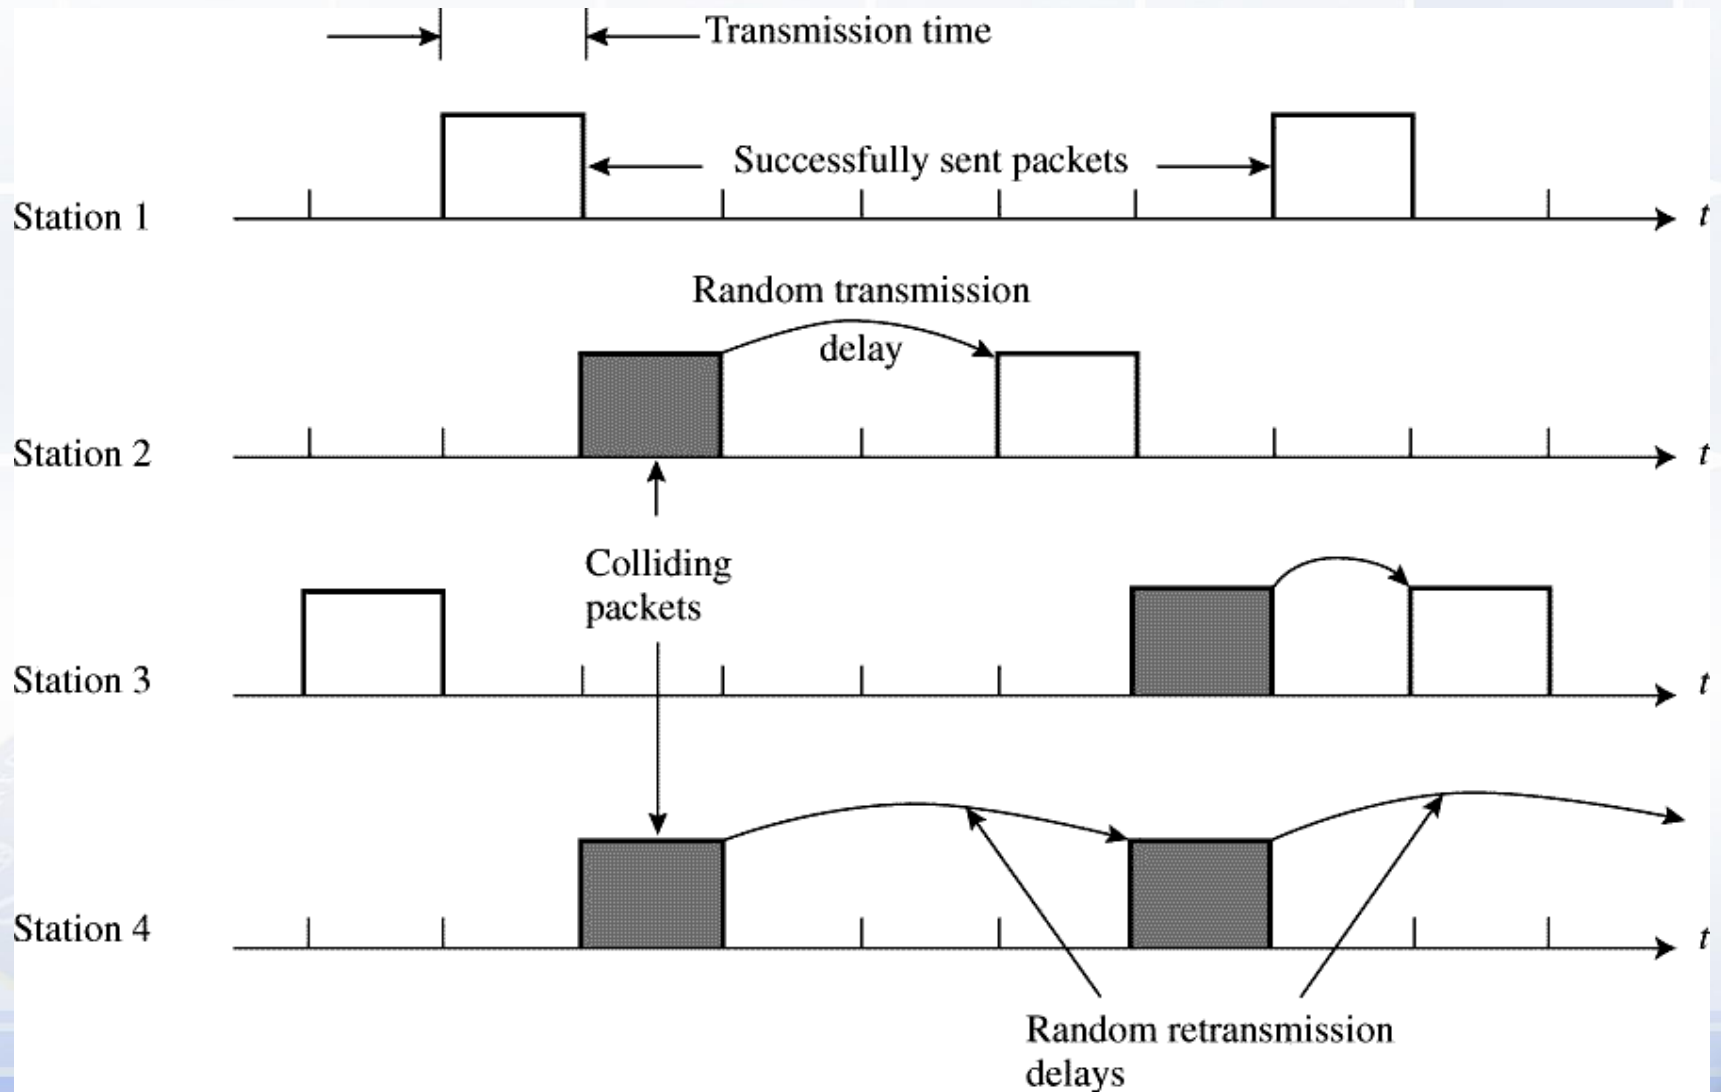 Transmission time
Successfully sent packets
Station 1
t
Random transmission
delay
Station 2
t
Colliding
packets
Station 3
t
Station 4
t
Random retransmission
delays